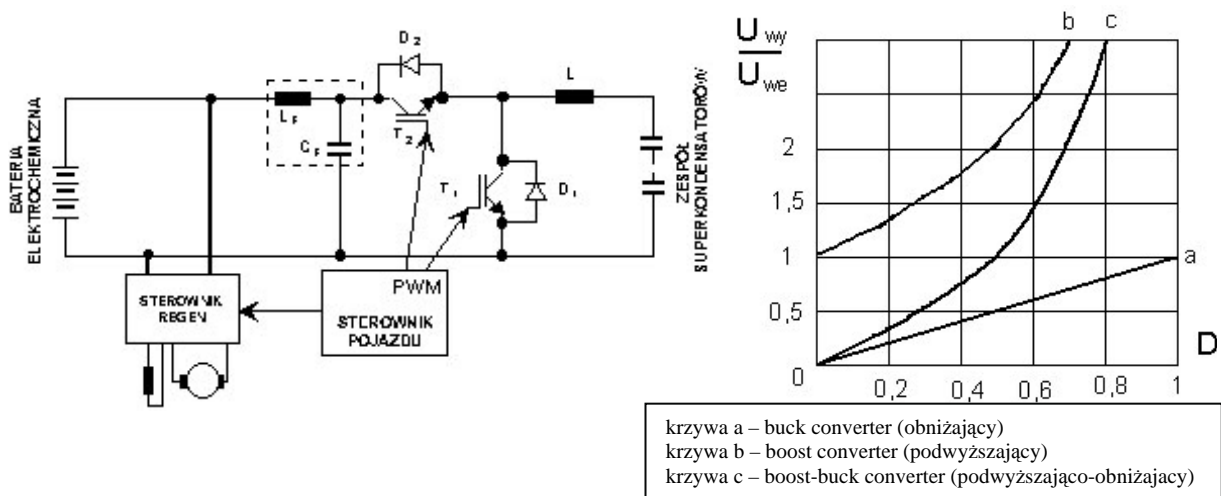 BATERIA
ELEKTROCHEMICZNA
L F
C F
D 2
T 2
T 1
D 1
L
ZESPÓŁ
SUPERKONDENSATORÓW
STEROWNIK
REGEN
PWM
STEROWNIK
POJAZDU
U wy
U we
b c
2
1,5
1
a
0,5
D
0
0,2 0,4 0,6 0,8 1
krzywa a – buck converter (obniżający)
krzywa b – boost converter (podwyższający)
krzywa c – boost-buck converter (podwyższająco-obniżajacy)